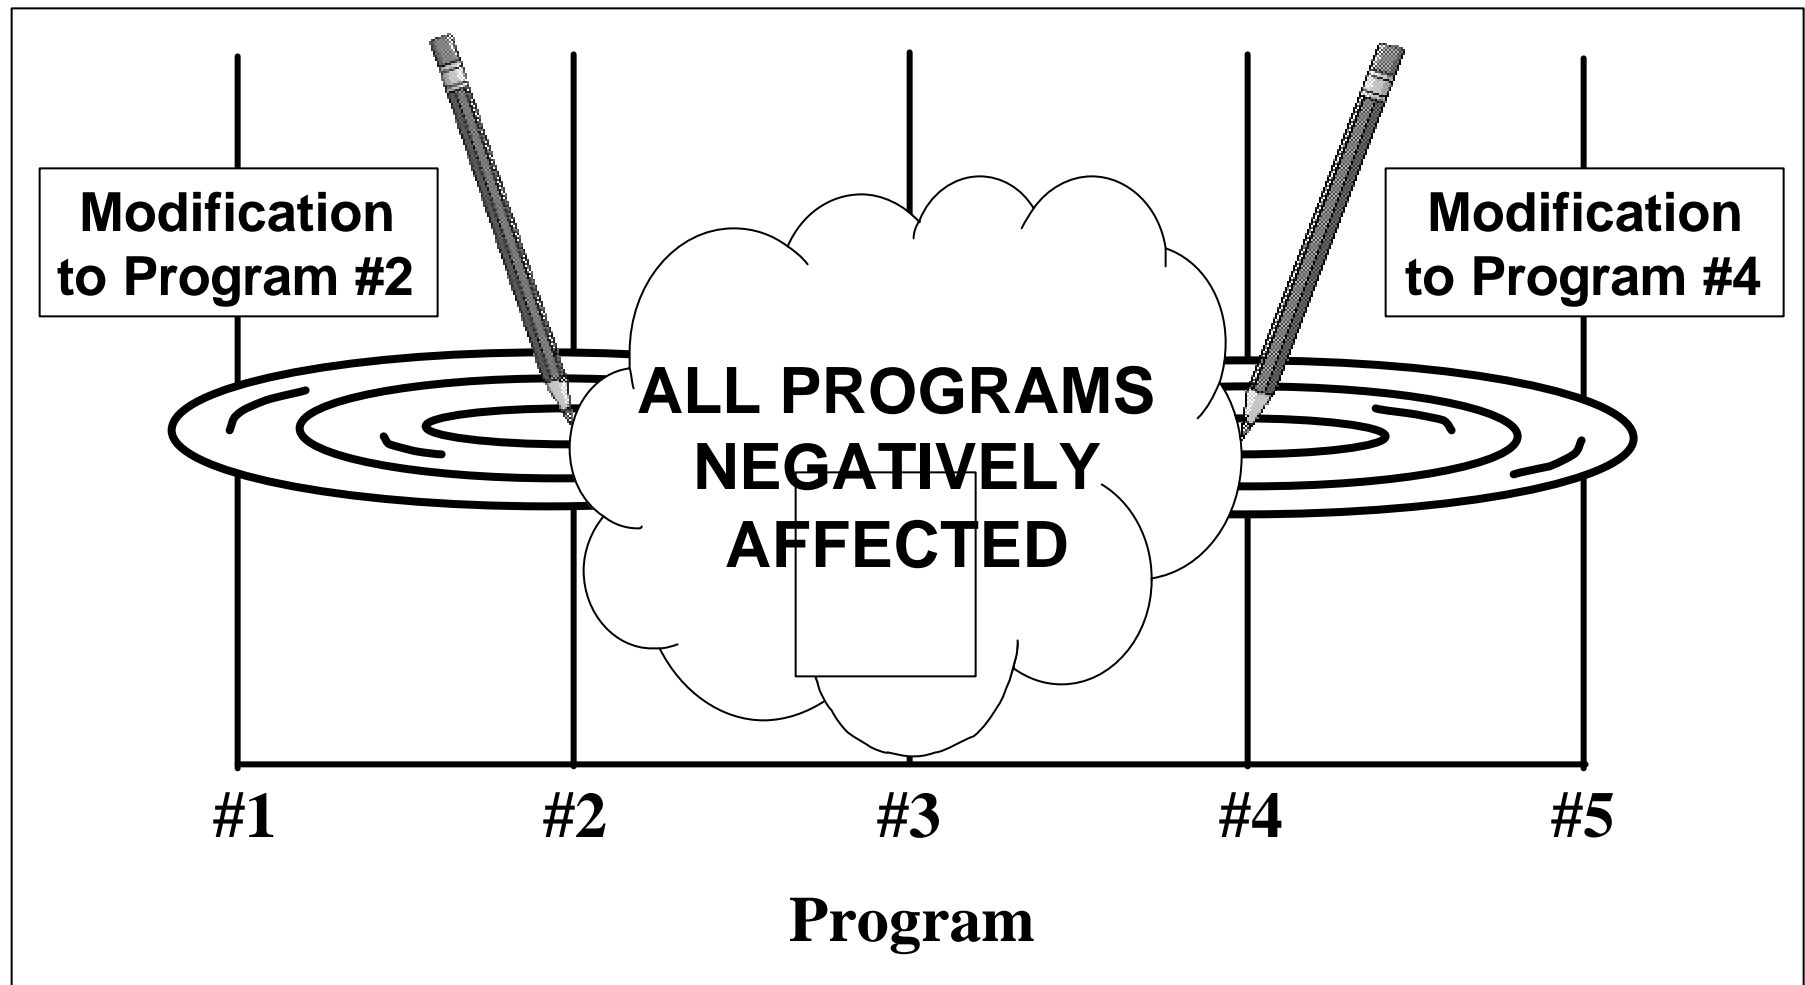 Modification
to Program #2
Modification
to Program #4
ALL PROGRAMS
NEGATIVELY
AFFECTED
#1 #2 #3 #4 #5
Program